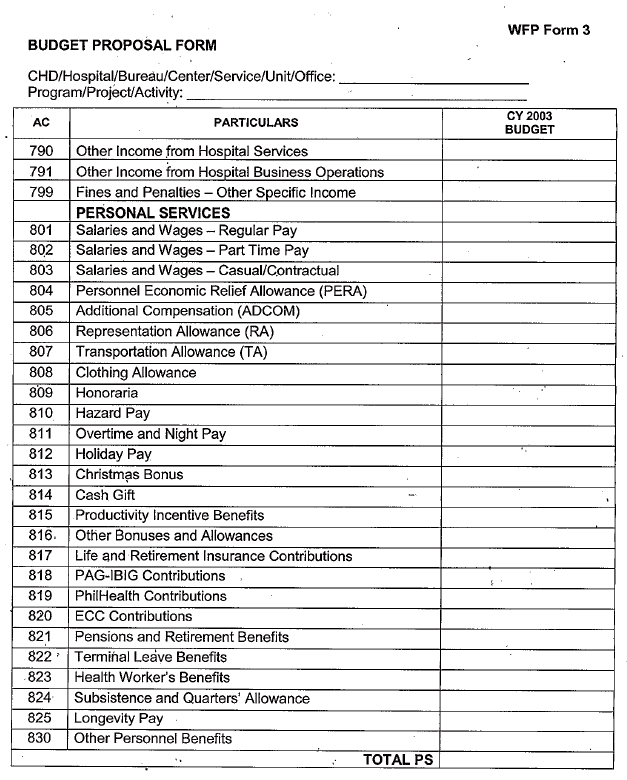 WFP Form 3
BUDGET PROPOSAL FORM
CHD/Hospital/Bureau/Center/Service/Unit/Office:
Program/Project/Activity:
AC PARTICULARS CY 2003 BUDGET
790 Other Income from Hospital Services
791 Other Income from Hospital Business Operations
799 Fines and Penalties – Other Specific Income
PERSONAL SERVICES
801 Salaries and Wages – Regular Pay
802 Salaries and Wages – Part Time Pay
803 Salaries and Wages – Casual/Contractual
804 Personnel Economic Relief Allowance (PERA)
805 Additional Compensation (ADCOM)
806 Representation Allowance (RA)
807 Transportation Allowance (TA)
808 Clothing Allowance
809 Honoraria
810 Hazard Pay
811 Overtime and Night Pay
812 Holiday Pay
813 Christmas Bonus
814 Cash Gift
815 Productivity Incentive Benefits
816 Other Bonuses and Allowances
817 Life and Retirement Insurance Contributions
818 PAG-IBIG Contributions
819 PhilHealth Contributions
820 ECC Contributions
821 Pensions and Retirement Benefits
822 Terminal Leave Benefits
823 Health Worker's Benefits
824 Subsistence and Quarters' Allowance
825 Longevity Pay
830 Other Personnel Benefits
TOTAL PS